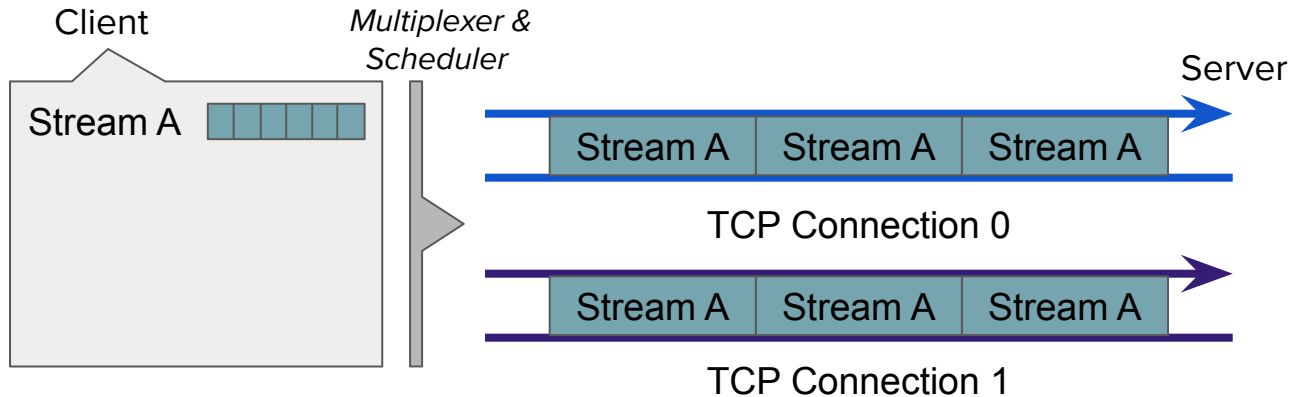 Client
Multiplexer &
Scheduler
Server
Stream A
Stream A Stream A Stream A
TCP Connection 0
Stream A Stream A Stream A
TCP Connection 1